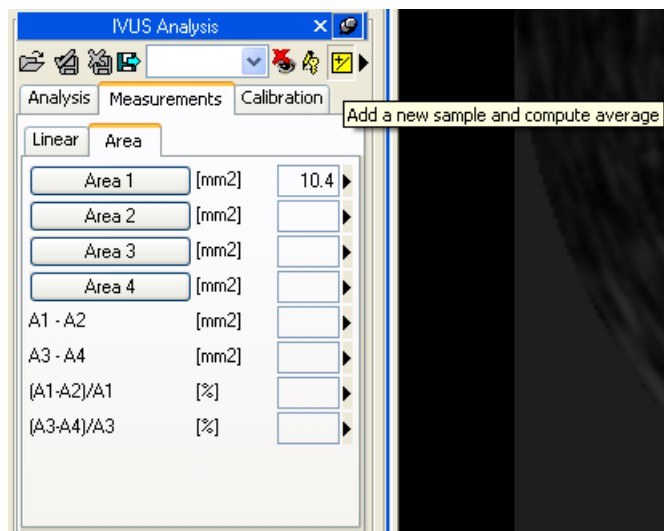 IVUS Analysis
Analysis Measurements Calibration
Add a new sample and compute average
Linear Area
Area 1 [mm2] 10.4
Area 2 [mm2]
Area 3 [mm2]
Area 4 [mm2]
A1 - A2 [mm2]
A3 - A4 [mm2]
(A1-A2)/A1 [%]
(A3-A4)/A3 [%]